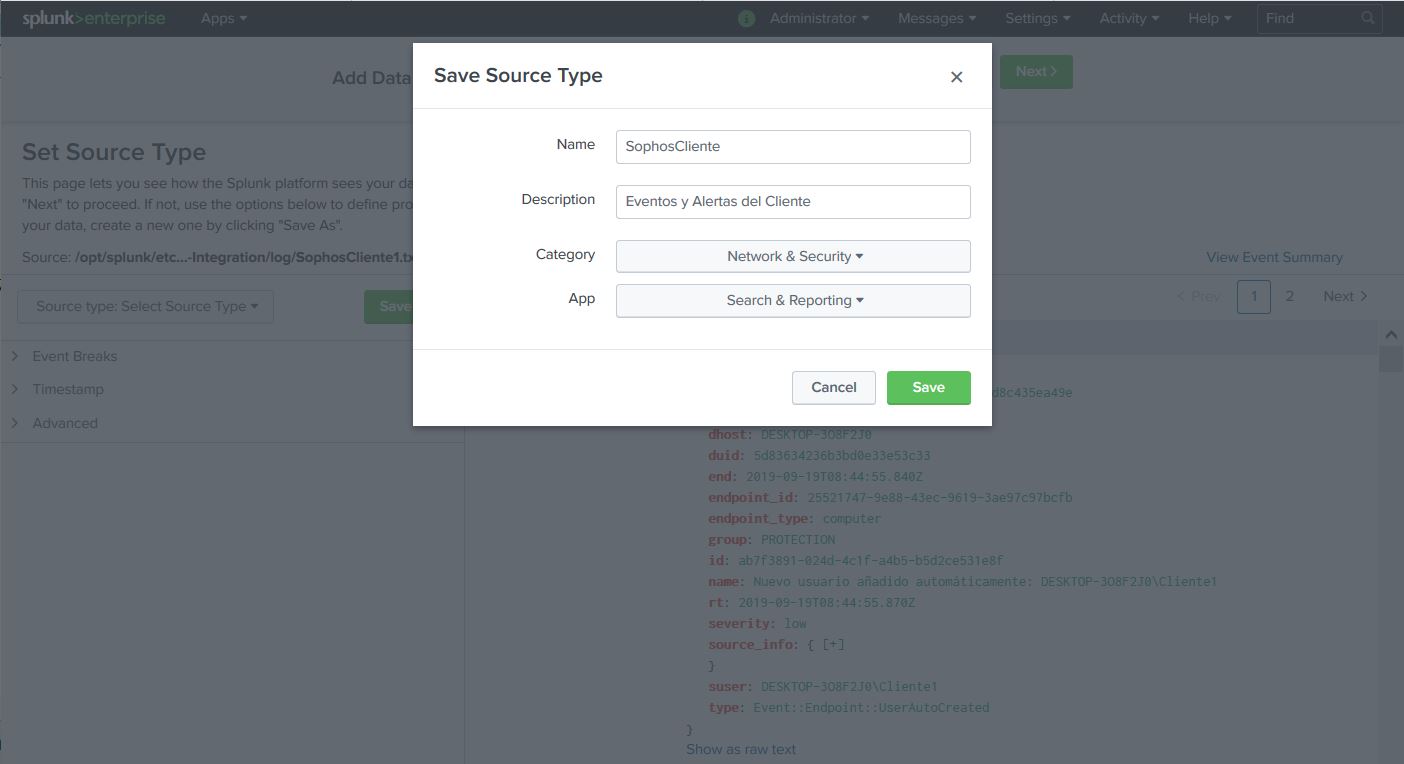 splunk>enterprise Apps Administrator Messages Settings Activity Help Find
Add Data
Next
Save Source Type
Name SophosCliente
Description Eventos y Alertas del Cliente
Category Network & Security
App Search & Reporting
Cancel Save
Set Source Type
This page lets you see how the Splunk platform sees your
"Next" to proceed. If not, use the options below to define
your data, create a new one by clicking "Save As".
Source: /opt/splunk/etc...-Integration/log/SophosCliente1.
View Event Summary
Source type: Select Source Type Save
Prev 1 2 Next
Event Breaks
Timestamp
Advanced
d8c435ea49e
dhost: DESKTOP-3O8F2J0
duid: 5d83634236b3bd0e33e53c33
end: 2019-09-19T08:44:55.840Z
endpoint_id: 25521747-9e88-43ec-9619-3ae97c97bcfb
endpoint_type: computer
group: PROTECTION
id: ab7f3891-024d-4c1f-a4b5-b5d2ce531e8f
name: Nuevo usuario añadido automáticamente: DESKTOP-3O8F2J0\Cliente1
rt: 2019-09-19T08:44:55.870Z
severity: low
source_info: { [+]
}
suser: DESKTOP-3O8F2J0\Cliente1
type: Event::Endpoint::UserAutoCreated
}
Show as raw text